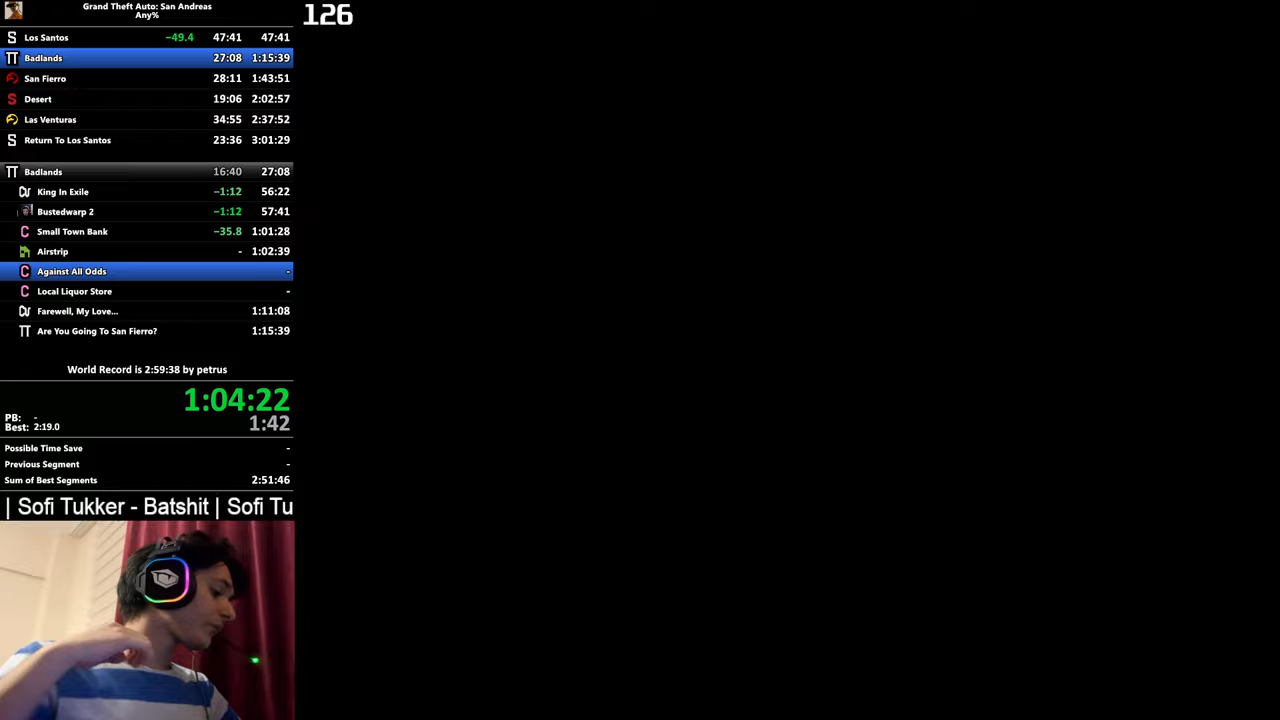 Grand Theft Auto: San Andreas
Any%
126
Los Santos −49.4 47:41 47:41
Badlands 27:08 1:15:39
San Fierro 28:11 1:43:51
Desert 19:06 2:02:57
Las Venturas 34:55 2:37:52
Return To Los Santos 23:36 3:01:29
Badlands 16:40 27:08
King In Exile −1:12 56:22
Bustedwarp 2 −1:12 57:41
Small Town Bank −35.8 1:01:28
Airstrip - 1:02:39
Against All Odds -
Local Liquor Store -
Farewell, My Love... 1:11:08
Are You Going To San Fierro? 1:15:39
World Record is 2:59:38 by petrus
1:04:22
PB: -
Best: 2:19.0
1:42
Possible Time Save -
Previous Segment -
Sum of Best Segments 2:51:46
| Sofi Tukker - Batshit | Sofi Tu